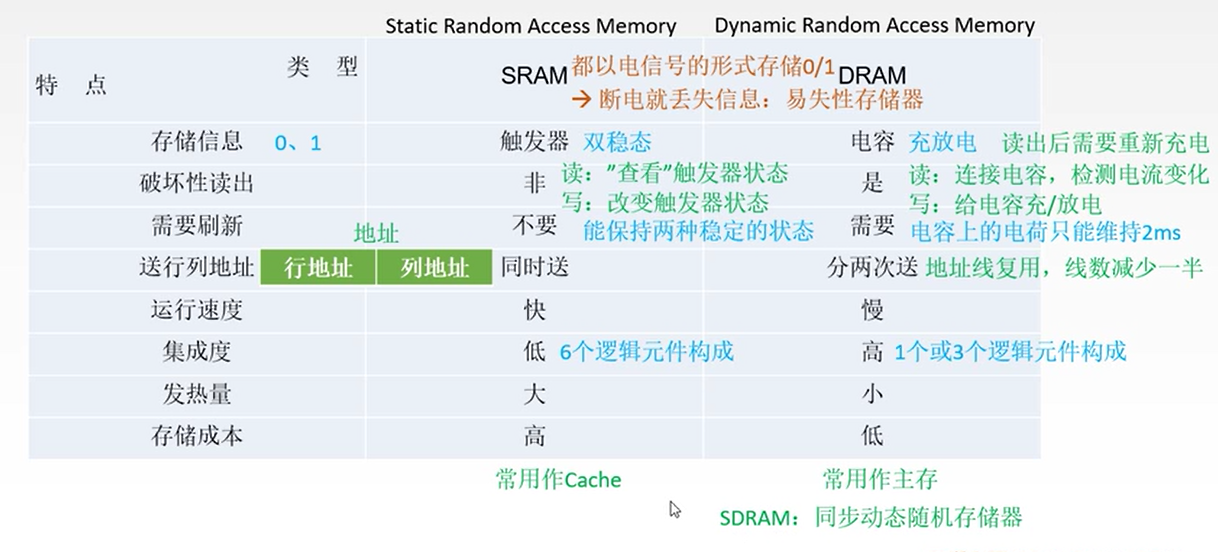 Static Random Access Memory Dynamic Random Access Memory
类 型
特 点
SRAM 都以电信号的形式存储0/1 DRAM
→ 断电就丢失信息：易失性存储器
存储信息 0、1 触发器 双稳态 电容 充放电 读出后需要重新充电
破坏性读出 非 读：”查看”触发器状态 是 读：连接电容，检测电流变化
写：改变触发器状态 写：给电容充/放电
需要刷新 不要 能保持两种稳定的状态 需要 电容上的电荷只能维持2ms
地址
送行列地址 行地址 列地址 同时送 分两次送 地址线复用，线数减少一半
运行速度 快 慢
集成度 低 6个逻辑元件构成 高 1个或3个逻辑元件构成
发热量 大 小
存储成本 高 低
常用作Cache 常用作主存
SDRAM：同步动态随机存储器